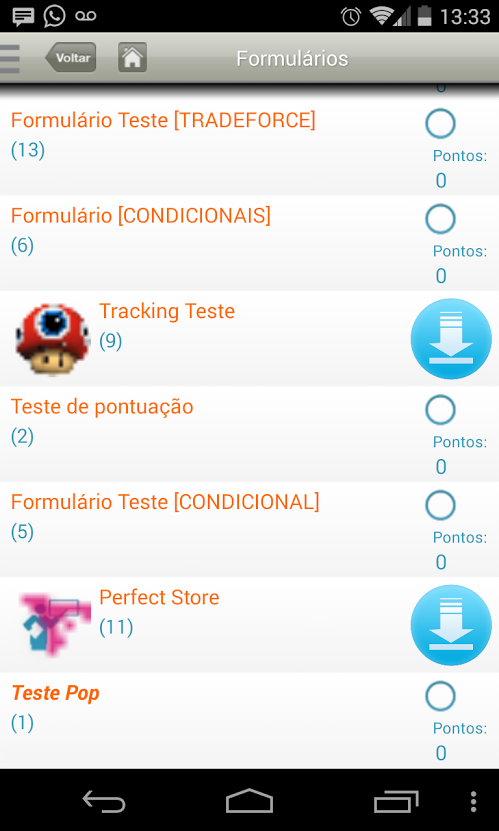 13:33
Voltar
Formulários
0
Formulário Teste [TRADEFORCE]
(13)
Pontos:
0
Formulário [CONDICIONAIS]
(6)
Pontos:
0
Tracking Teste
(9)
Teste de pontuação
(2)
Pontos:
0
Formulário Teste [CONDICIONAL]
(5)
Pontos:
0
Perfect Store
(11)
Teste Pop
(1)
Pontos:
0